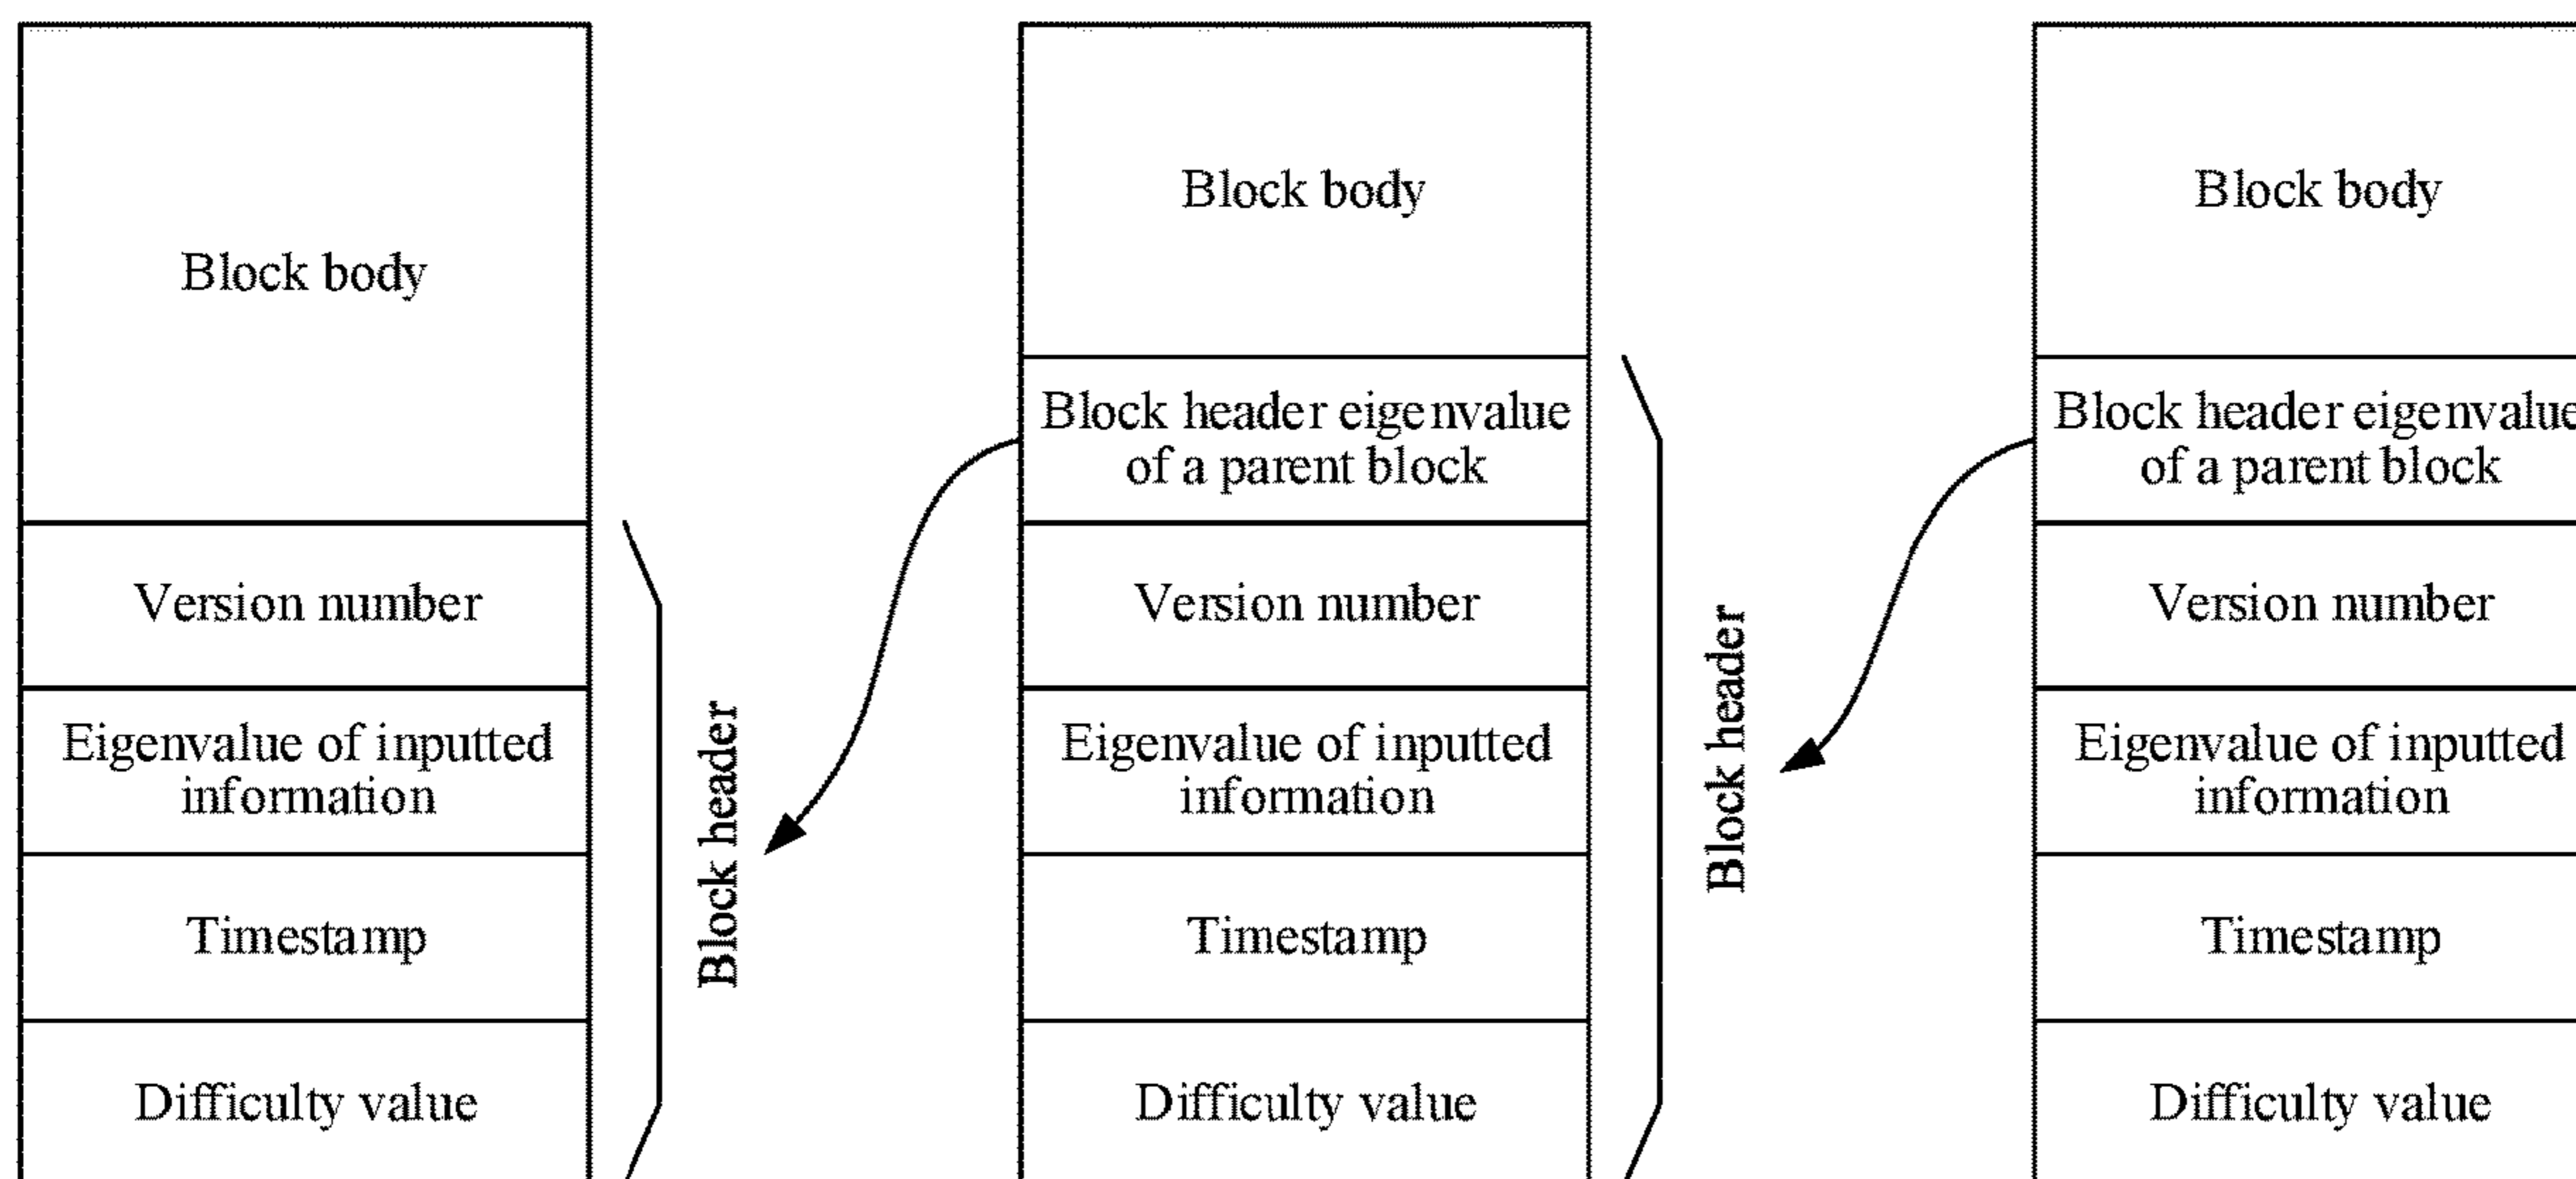 Block body
Version number
Eigenvalue of inputted
information
Timestamp
Difficulty value
Block header
Block body
Block header eigenvalue
of a parent block
Version number
Eigenvalue of inputted
information
Timestamp
Difficulty value
Block header
Block body
Block header eigenvalue
of a parent block
Version number
Eigenvalue of inputted
information
Timestamp
Difficulty value